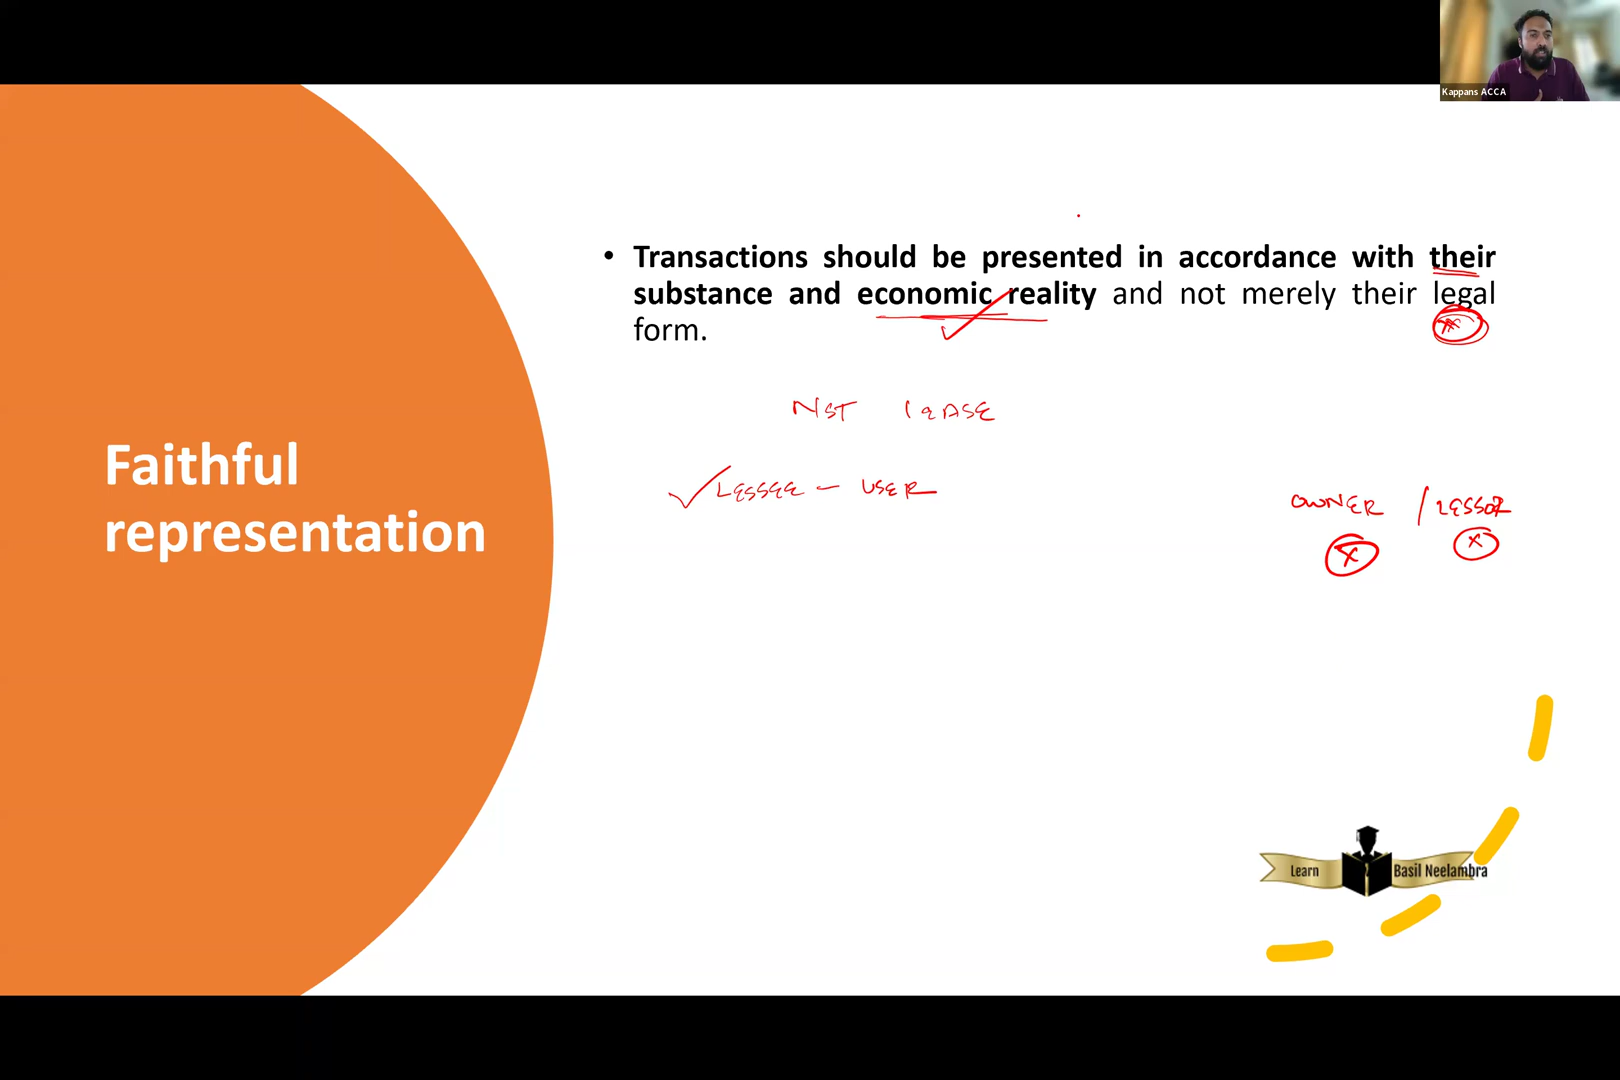 Kappans ACCA
• Transactions should be presented in accordance with their
substance and economic reality and not merely their legal
form.
LEASE
LESSEE – USER
OWNER / LESSOR
Faithful
representation
Learn Basil Neelambra